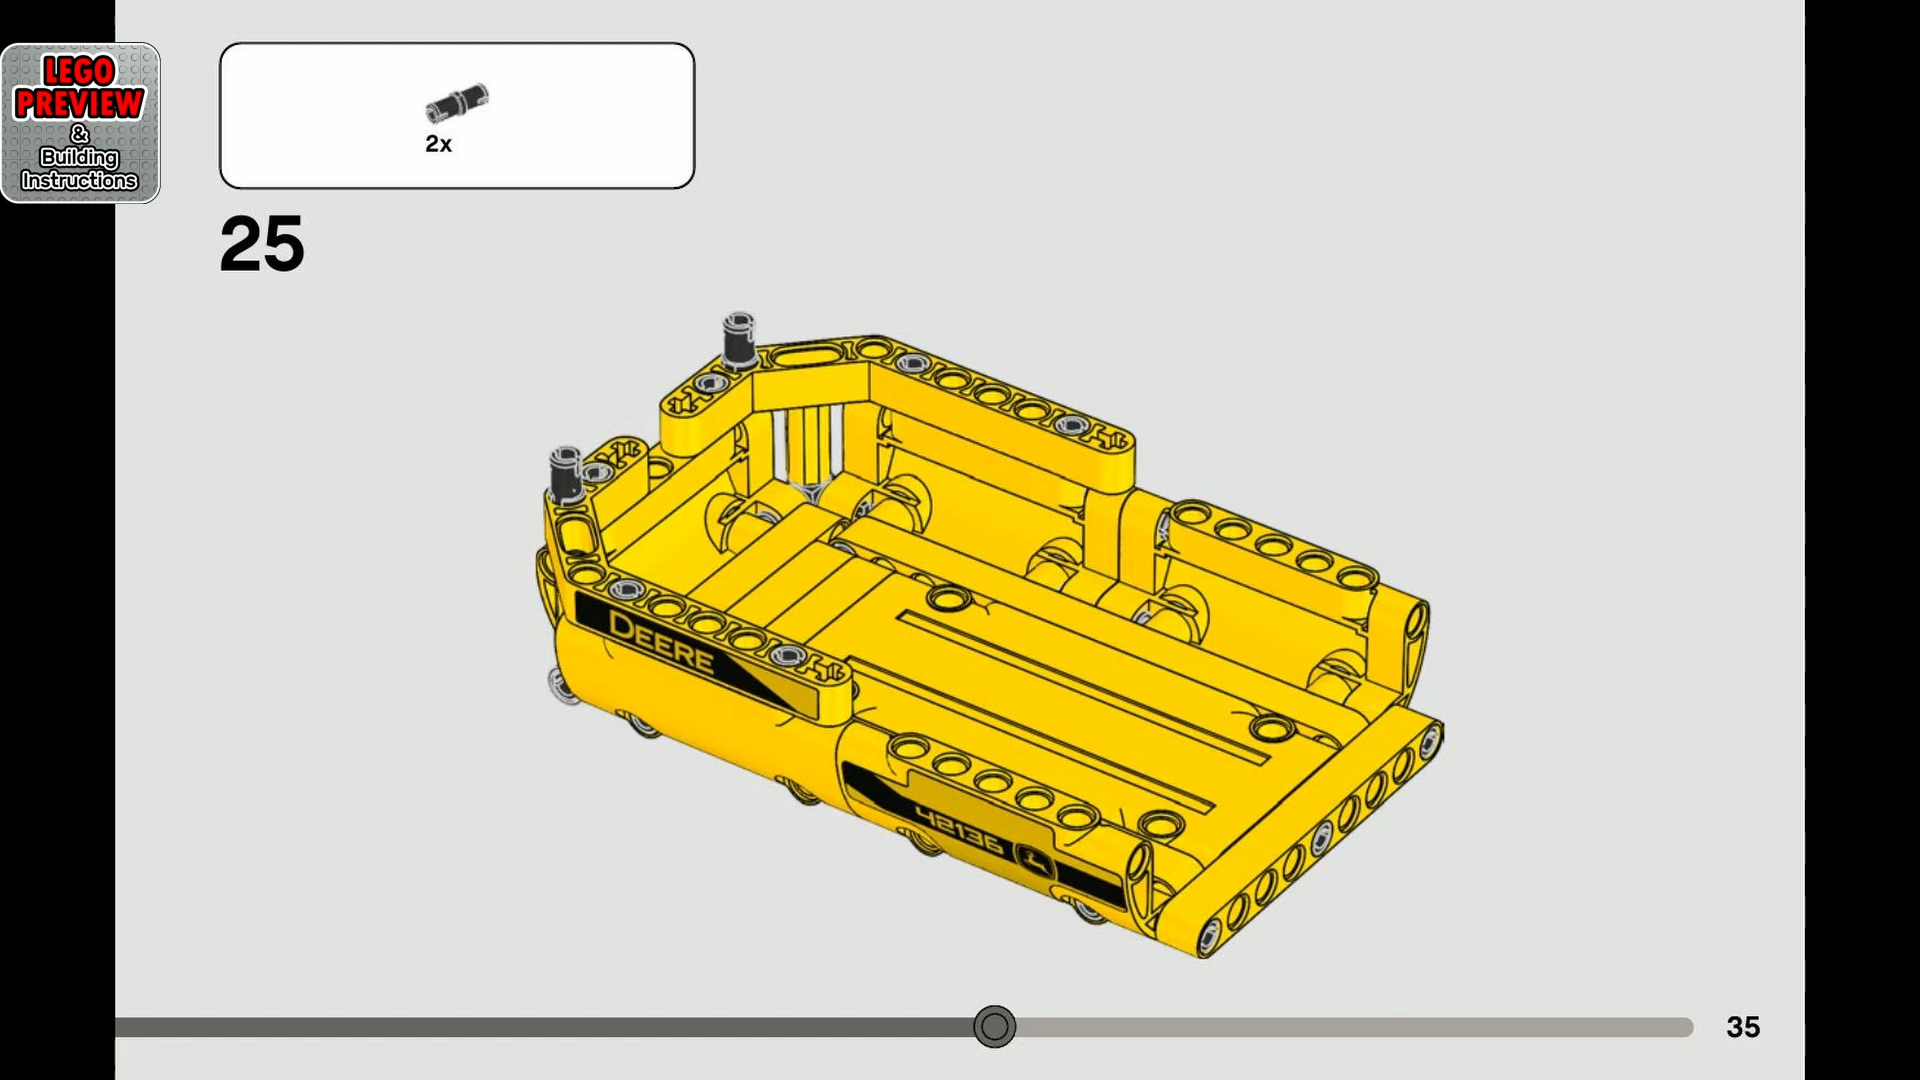 LEGO
PREVIEW
&
Building
Instructions
2x
25
DEERE
42136
35